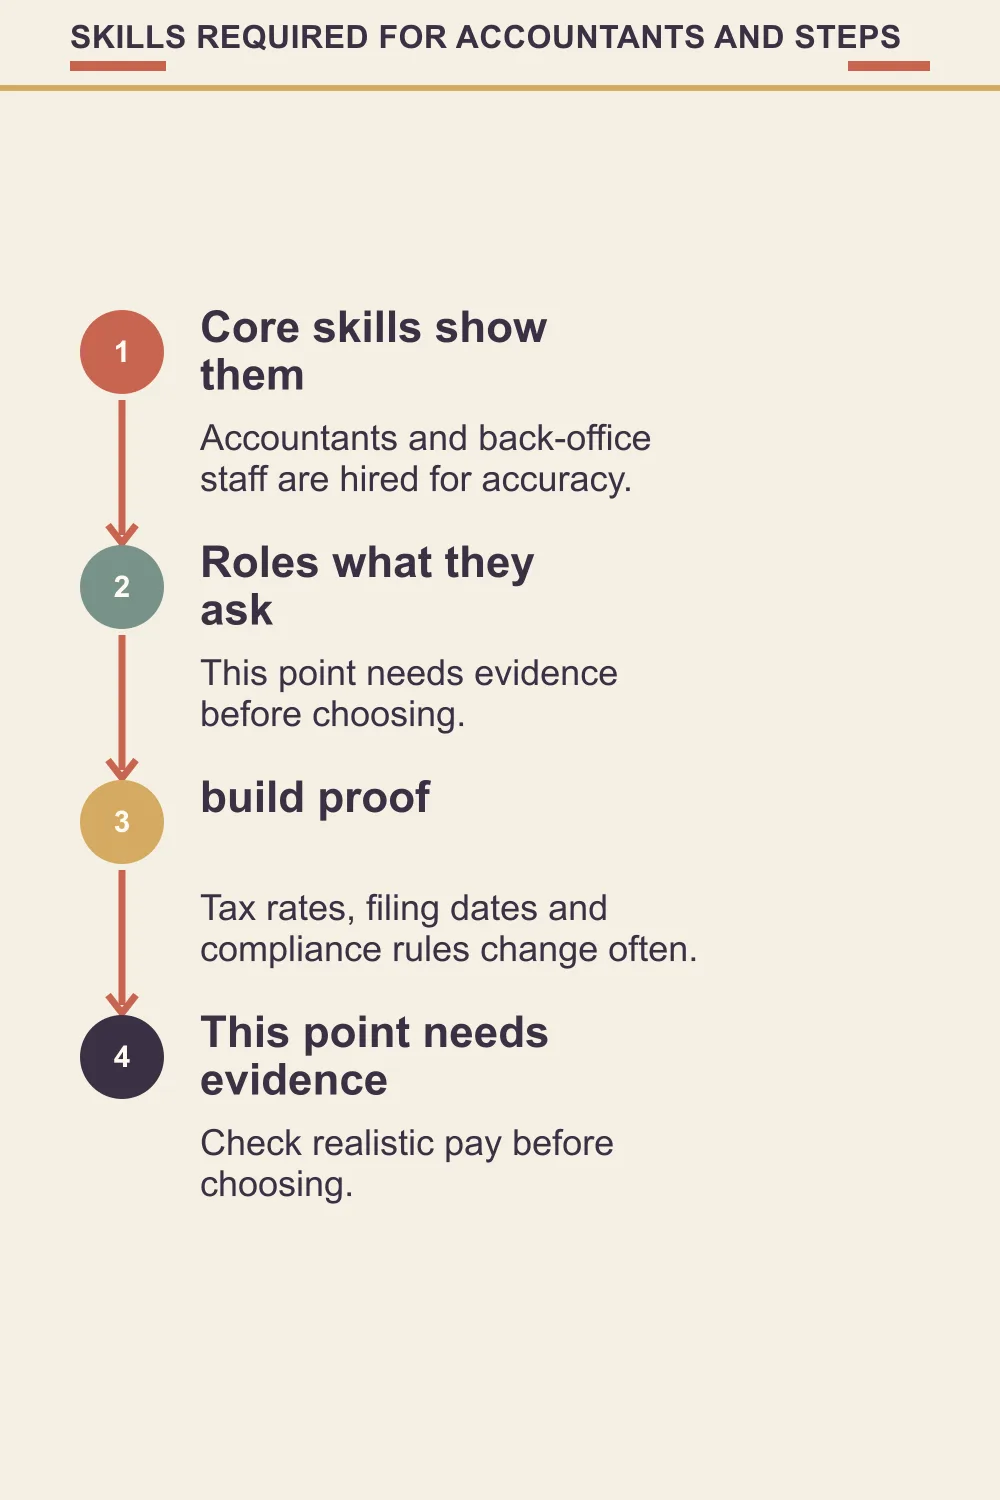 SKILLS REQUIRED FOR ACCOUNTANTS AND STEPS
1
Core skills show
them
Accountants and back-office
staff are hired for accuracy.
2
Roles what they
ask
This point needs evidence
before choosing.
3
build proof
Tax rates, filing dates and
compliance rules change often.
4
This point needs
evidence
Check realistic pay before
choosing.